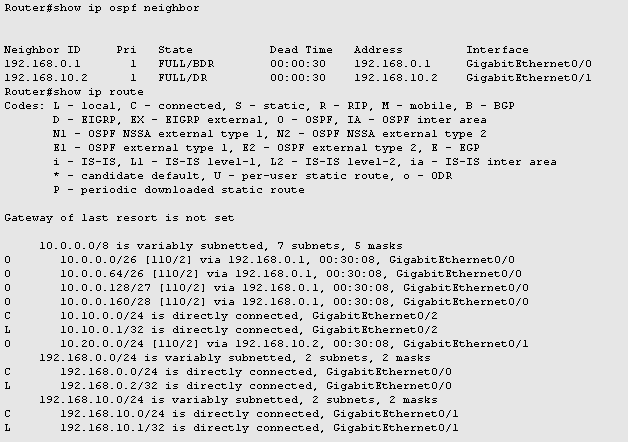 Router#show ip ospf neighbor
Neighbor ID     Pri   State           Dead Time   Address         Interface
192.168.0.1       1   FULL/BDR        00:00:30    192.168.0.1     GigabitEthernet0/0
192.168.10.2      1   FULL/DR         00:00:30    192.168.10.2    GigabitEthernet0/1
Router#show ip route
Codes: L - local, C - connected, S - static, R - RIP, M - mobile, B - BGP
       D - EIGRP, EX - EIGRP external, O - OSPF, IA - OSPF inter area
       N1 - OSPF NSSA external type 1, N2 - OSPF NSSA external type 2
       E1 - OSPF external type 1, E2 - OSPF external type 2, E - EGP
       i - IS-IS, L1 - IS-IS level-1, L2 - IS-IS level-2, ia - IS-IS inter area
       * - candidate default, U - per-user static route, o - ODR
       P - periodic downloaded static route
Gateway of last resort is not set
     10.0.0.0/8 is variably subnetted, 7 subnets, 5 masks
O       10.0.0.0/26 [110/2] via 192.168.0.1, 00:30:08, GigabitEthernet0/0
O       10.0.0.64/26 [110/2] via 192.168.0.1, 00:30:08, GigabitEthernet0/0
O       10.0.0.128/27 [110/2] via 192.168.0.1, 00:30:08, GigabitEthernet0/0
O       10.0.0.160/28 [110/2] via 192.168.0.1, 00:30:08, GigabitEthernet0/0
C       10.10.0.0/24 is directly connected, GigabitEthernet0/2
L       10.10.0.1/32 is directly connected, GigabitEthernet0/2
O       10.20.0.0/24 [110/2] via 192.168.10.2, 00:30:08, GigabitEthernet0/1
     192.168.0.0/24 is variably subnetted, 2 subnets, 2 masks
C       192.168.0.0/24 is directly connected, GigabitEthernet0/0
L       192.168.0.2/32 is directly connected, GigabitEthernet0/0
     192.168.10.0/24 is variably subnetted, 2 subnets, 2 masks
C       192.168.10.0/24 is directly connected, GigabitEthernet0/1
L       192.168.10.1/32 is directly connected, GigabitEthernet0/1